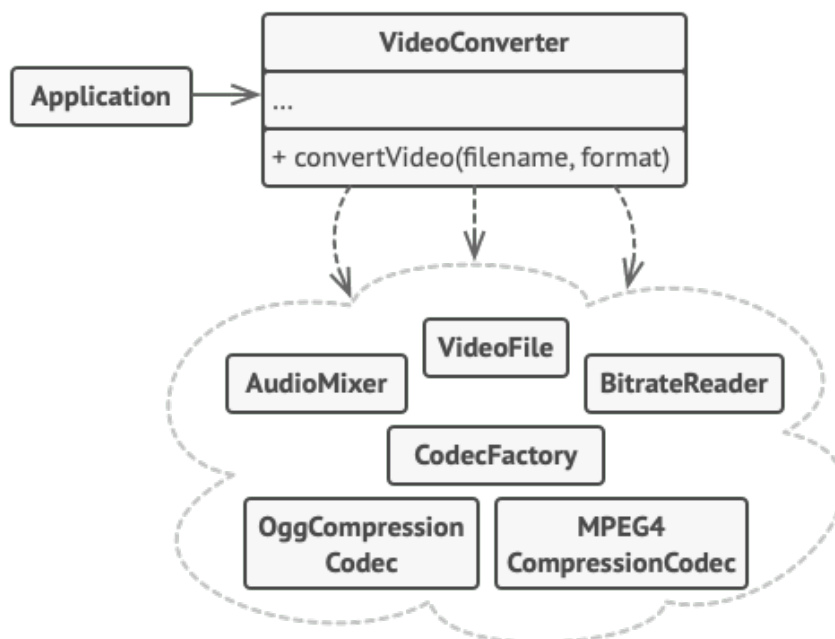 VideoConverter
Application
...
+ convertVideo(filename, format)
VideoFile
AudioMixer
BitrateReader
CodecFactory
OggCompression
Codec
MPEG4
CompressionCodec